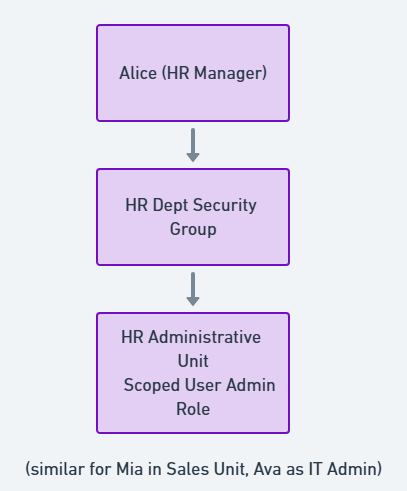 Alice (HR Manager)
HR Dept Security
Group
HR Administrative
Unit
Scoped User Admin
Role
(similar for Mia in Sales Unit, Ava as IT Admin)